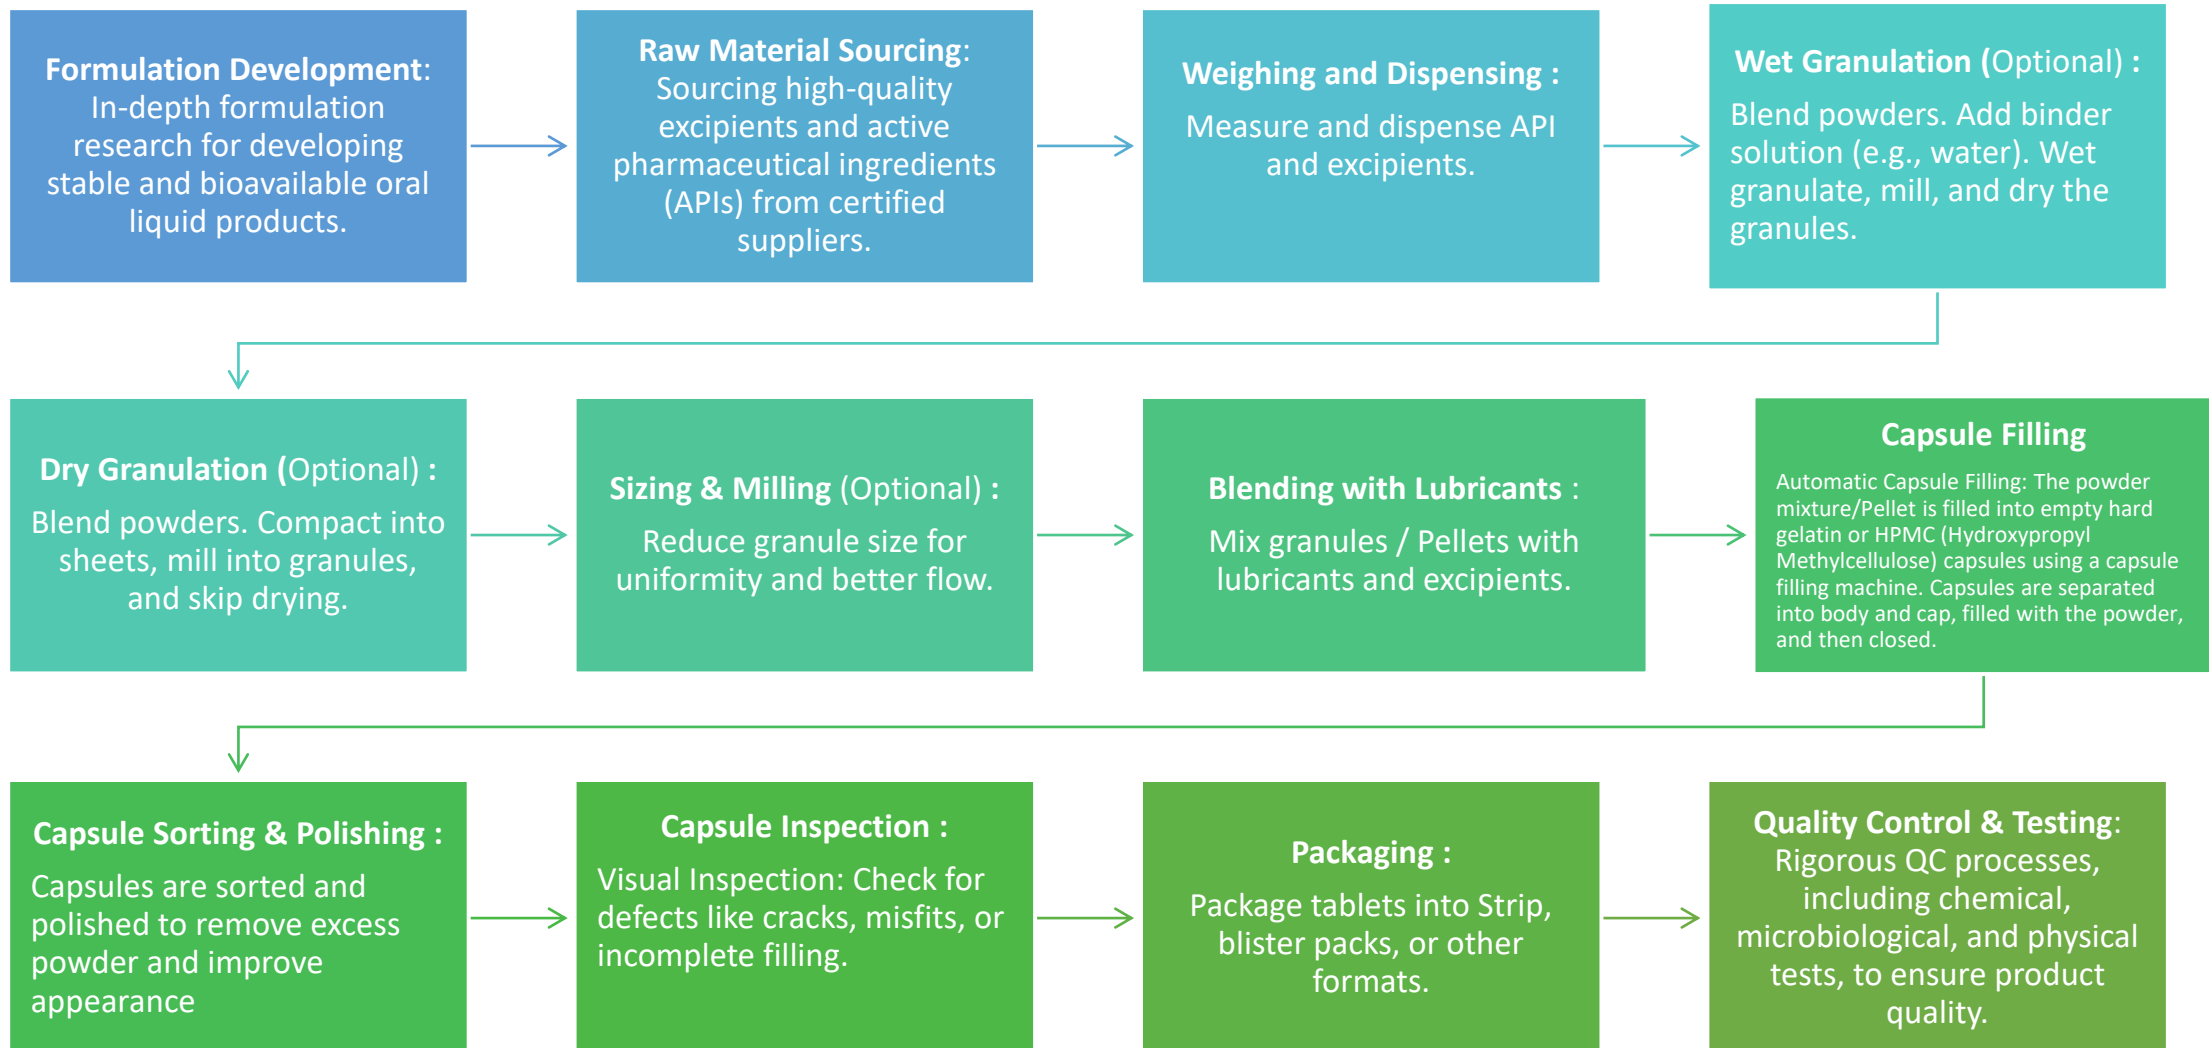 Formulation Development:
In-depth formulation
research for developing
stable and bioavailable oral
liquid products.
Raw Material Sourcing:
Sourcing high-quality
excipients and active
pharmaceutical ingredients
(APIs) from certified
suppliers.
Weighing and Dispensing :
Measure and dispense API
and excipients.
Wet Granulation (Optional) :
Blend powders. Add binder
solution (e.g., water). Wet
granulate, mill, and dry the
granules.
Dry Granulation (Optional) :
Blend powders. Compact into
sheets, mill into granules,
and skip drying.
Sizing & Milling (Optional) :
Reduce granule size for
uniformity and better flow.
Blending with Lubricants :
Mix granules / Pellets with
lubricants and excipients.
Capsule Filling
Automatic Capsule Filling: The powder
mixture/Pellet is filled into empty hard
gelatin or HPMC (Hydroxypropyl
Methylcellulose) capsules using a capsule
filling machine. Capsules are separated
into body and cap, filled with the powder,
and then closed.
Capsule Sorting & Polishing :
Capsules are sorted and
polished to remove excess
powder and improve
appearance
Capsule Inspection :
Visual Inspection: Check for
defects like cracks, misfits, or
incomplete filling.
Packaging :
Package tablets into Strip,
blister packs, or other
formats.
Quality Control & Testing:
Rigorous QC processes,
including chemical,
microbiological, and physical
tests, to ensure product
quality.